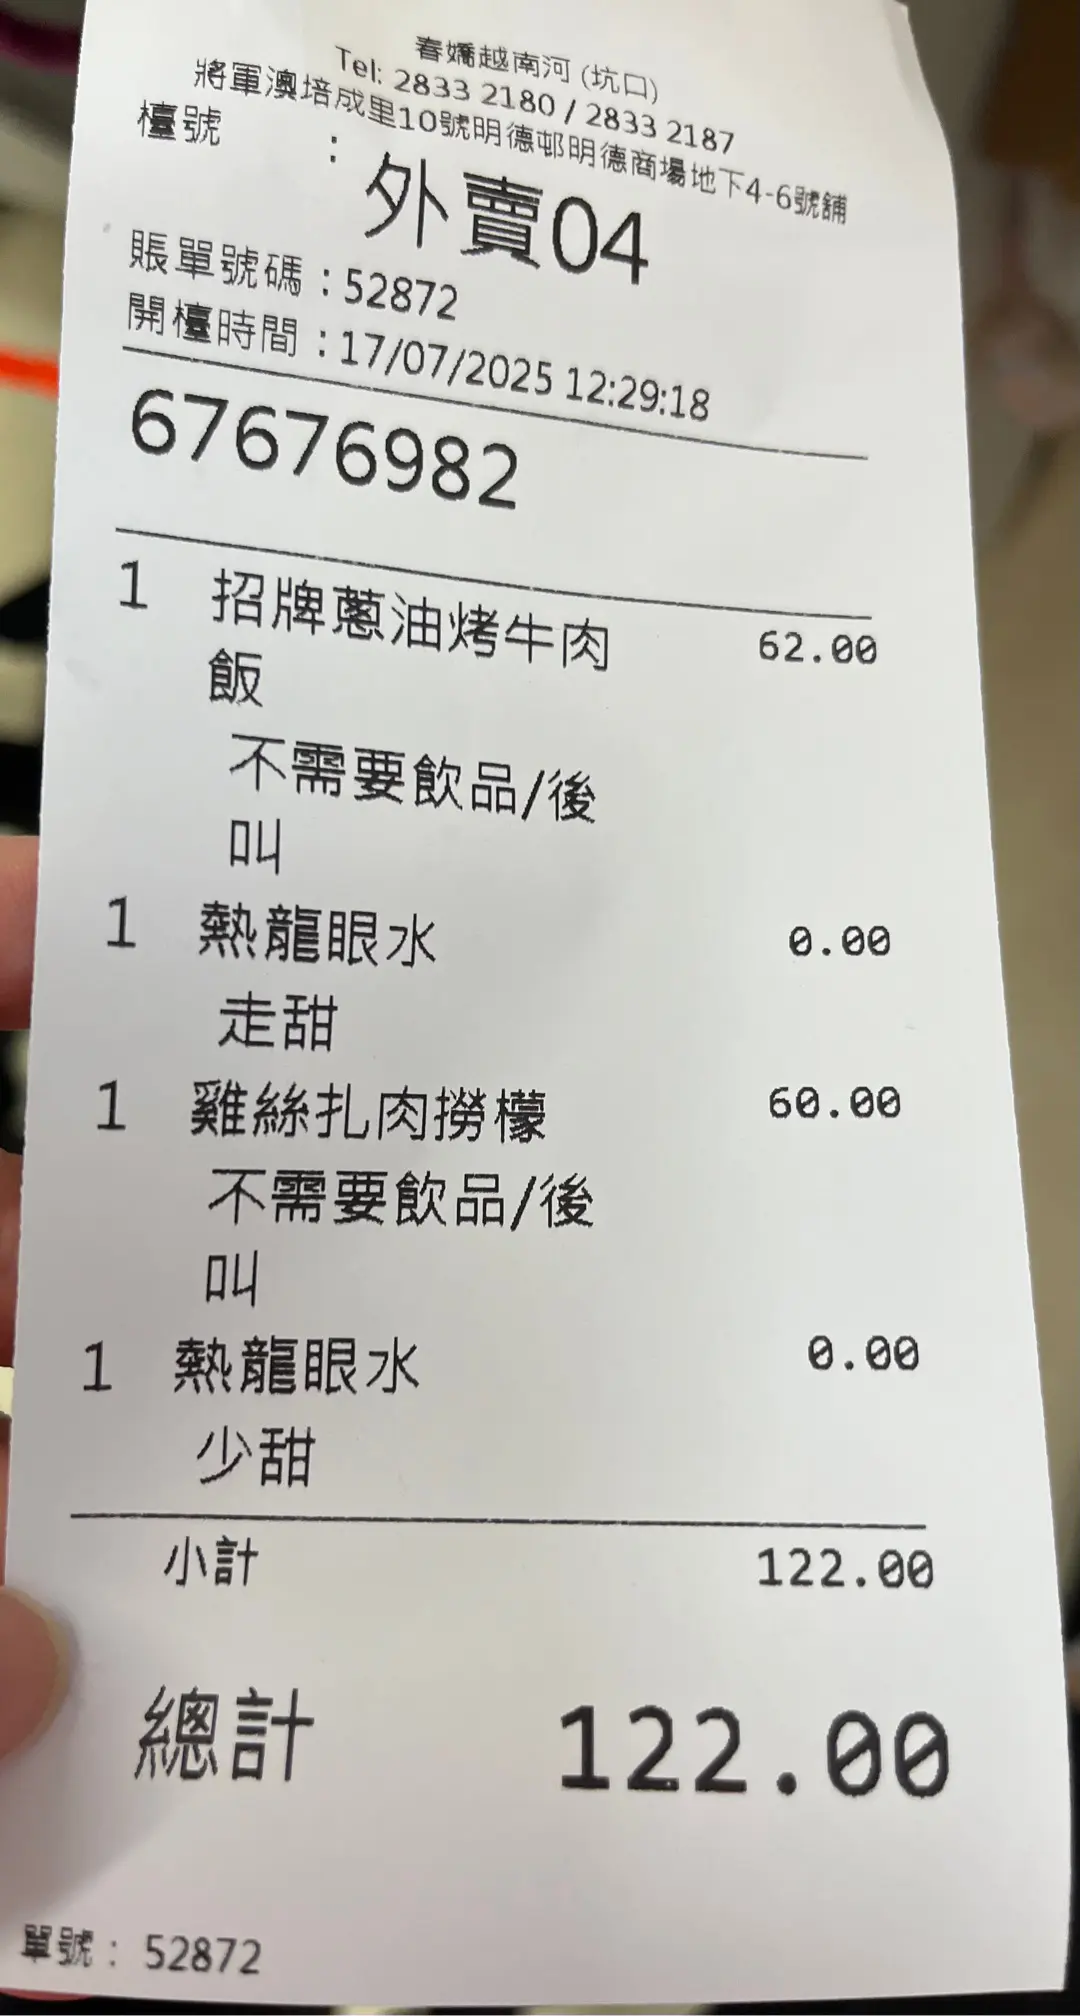 春嬌越南河 (坑口)
Tel: 2833 2180 / 2833 2187
將軍澳培成里10號明德邨明德商場地下4-6號舖
檯號 : 外賣04
賬單號碼 : 52872
開檯時間 : 17/07/2025 12:29:18
67676982
1 招牌蔥油烤牛肉 62.00
飯
不需要飲品/後
叫
1 熱龍眼水 0.00
走甜
1 雞絲扎肉撈檬 60.00
不需要飲品/後
叫
1 熱龍眼水 0.00
少甜
小計 122.00
總計 122.00
單號： 52872